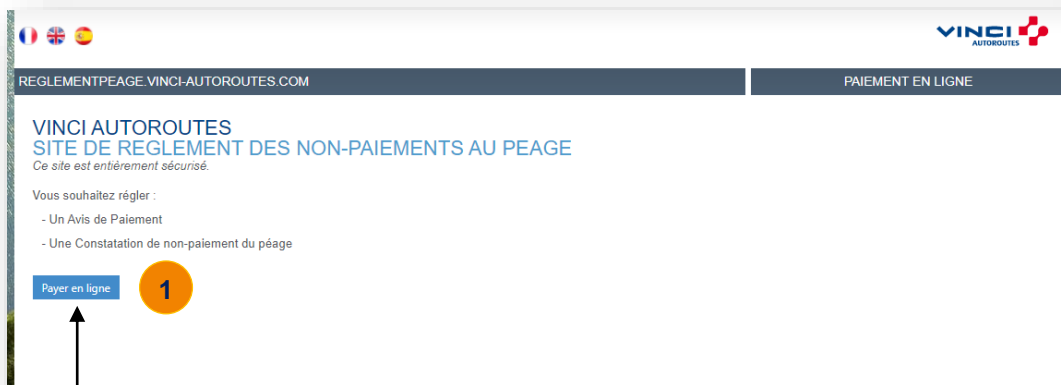 VINCI
AUTOROUTES
REGLEMENTPEAGE.VINCI-AUTOROUTES.COM
PAIEMENT EN LIGNE
VINCI AUTOROUTES
SITE DE REGLEMENT DES NON-PAIEMENTS AU PEAGE
Ce site est entiérement sécurisé.
Vous souhaitez régler :
- Un Avis de Paiement
- Une Constatation de non-paiement du péage
Payer en ligne
1